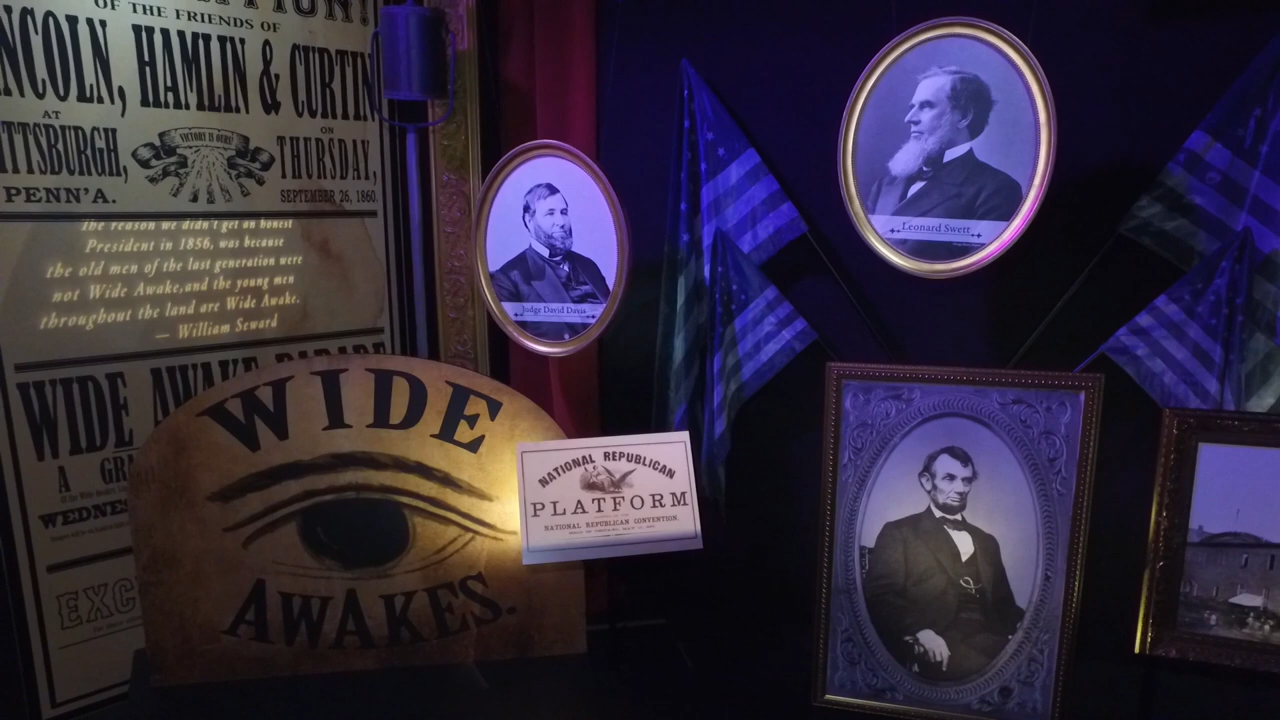 OF THE FRIENDS OF
NCOLN, HAMLIN & CURTIN
AT
ITTSBURGH,
PENN'A.
VICTORY IS OURS!
ON
THURSDAY,
SEPTEMBER 26, 1860.
The reason we didn't get an honest
President in 1856, was because
the old men of the last generation were
not Wide Awake,and the young men
throughout the land are Wide Awake.
— William Seward
WIDE AWAKE PARADE
A GRA
WEDNES
EXC
WIDE
AWAKES.
NATIONAL REPUBLICAN
PLATFORM
NATIONAL REPUBLICAN CONVENTION.
Judge David Davis
Leonard Swett